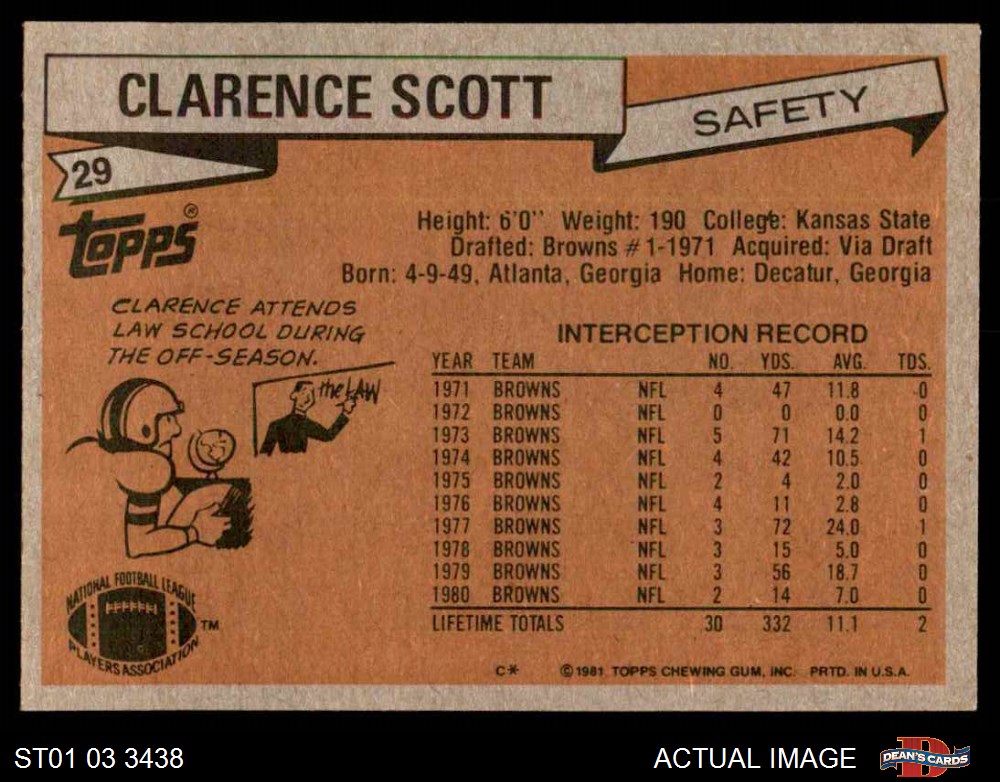 CLARENCE SCOTT
SAFETY
29
TOPPS®
Height: 6'0" Weight: 190 College: Kansas State
Drafted: Browns #1-1971 Acquired: Via Draft
Born: 4-9-49, Atlanta, Georgia Home: Decatur, Georgia
CLARENCE ATTENDS
LAW SCHOOL DURING
THE OFF-SEASON.
the LAW
INTERCEPTION RECORD
YEAR TEAM NO. YDS. AVG. TDS.
1971 BROWNS NFL 4 47 11.8 0
1972 BROWNS NFL 0 0 0.0 0
1973 BROWNS NFL 5 71 14.2 1
1974 BROWNS NFL 4 42 10.5 0
1975 BROWNS NFL 2 4 2.0 0
1976 BROWNS NFL 4 11 2.8 0
1977 BROWNS NFL 3 72 24.0 1
1978 BROWNS NFL 3 15 5.0 0
1979 BROWNS NFL 3 56 18.7 0
1980 BROWNS NFL 2 14 7.0 0
LIFETIME TOTALS 30 332 11.1 2
NATIONAL FOOTBALL LEAGUE
PLAYERS ASSOCIATION
TM
C* ©1981 TOPPS CHEWING GUM, INC. PRTD. IN U.S.A.
ST01 03 3438
ACTUAL IMAGE
D
DEAN'S CARDS